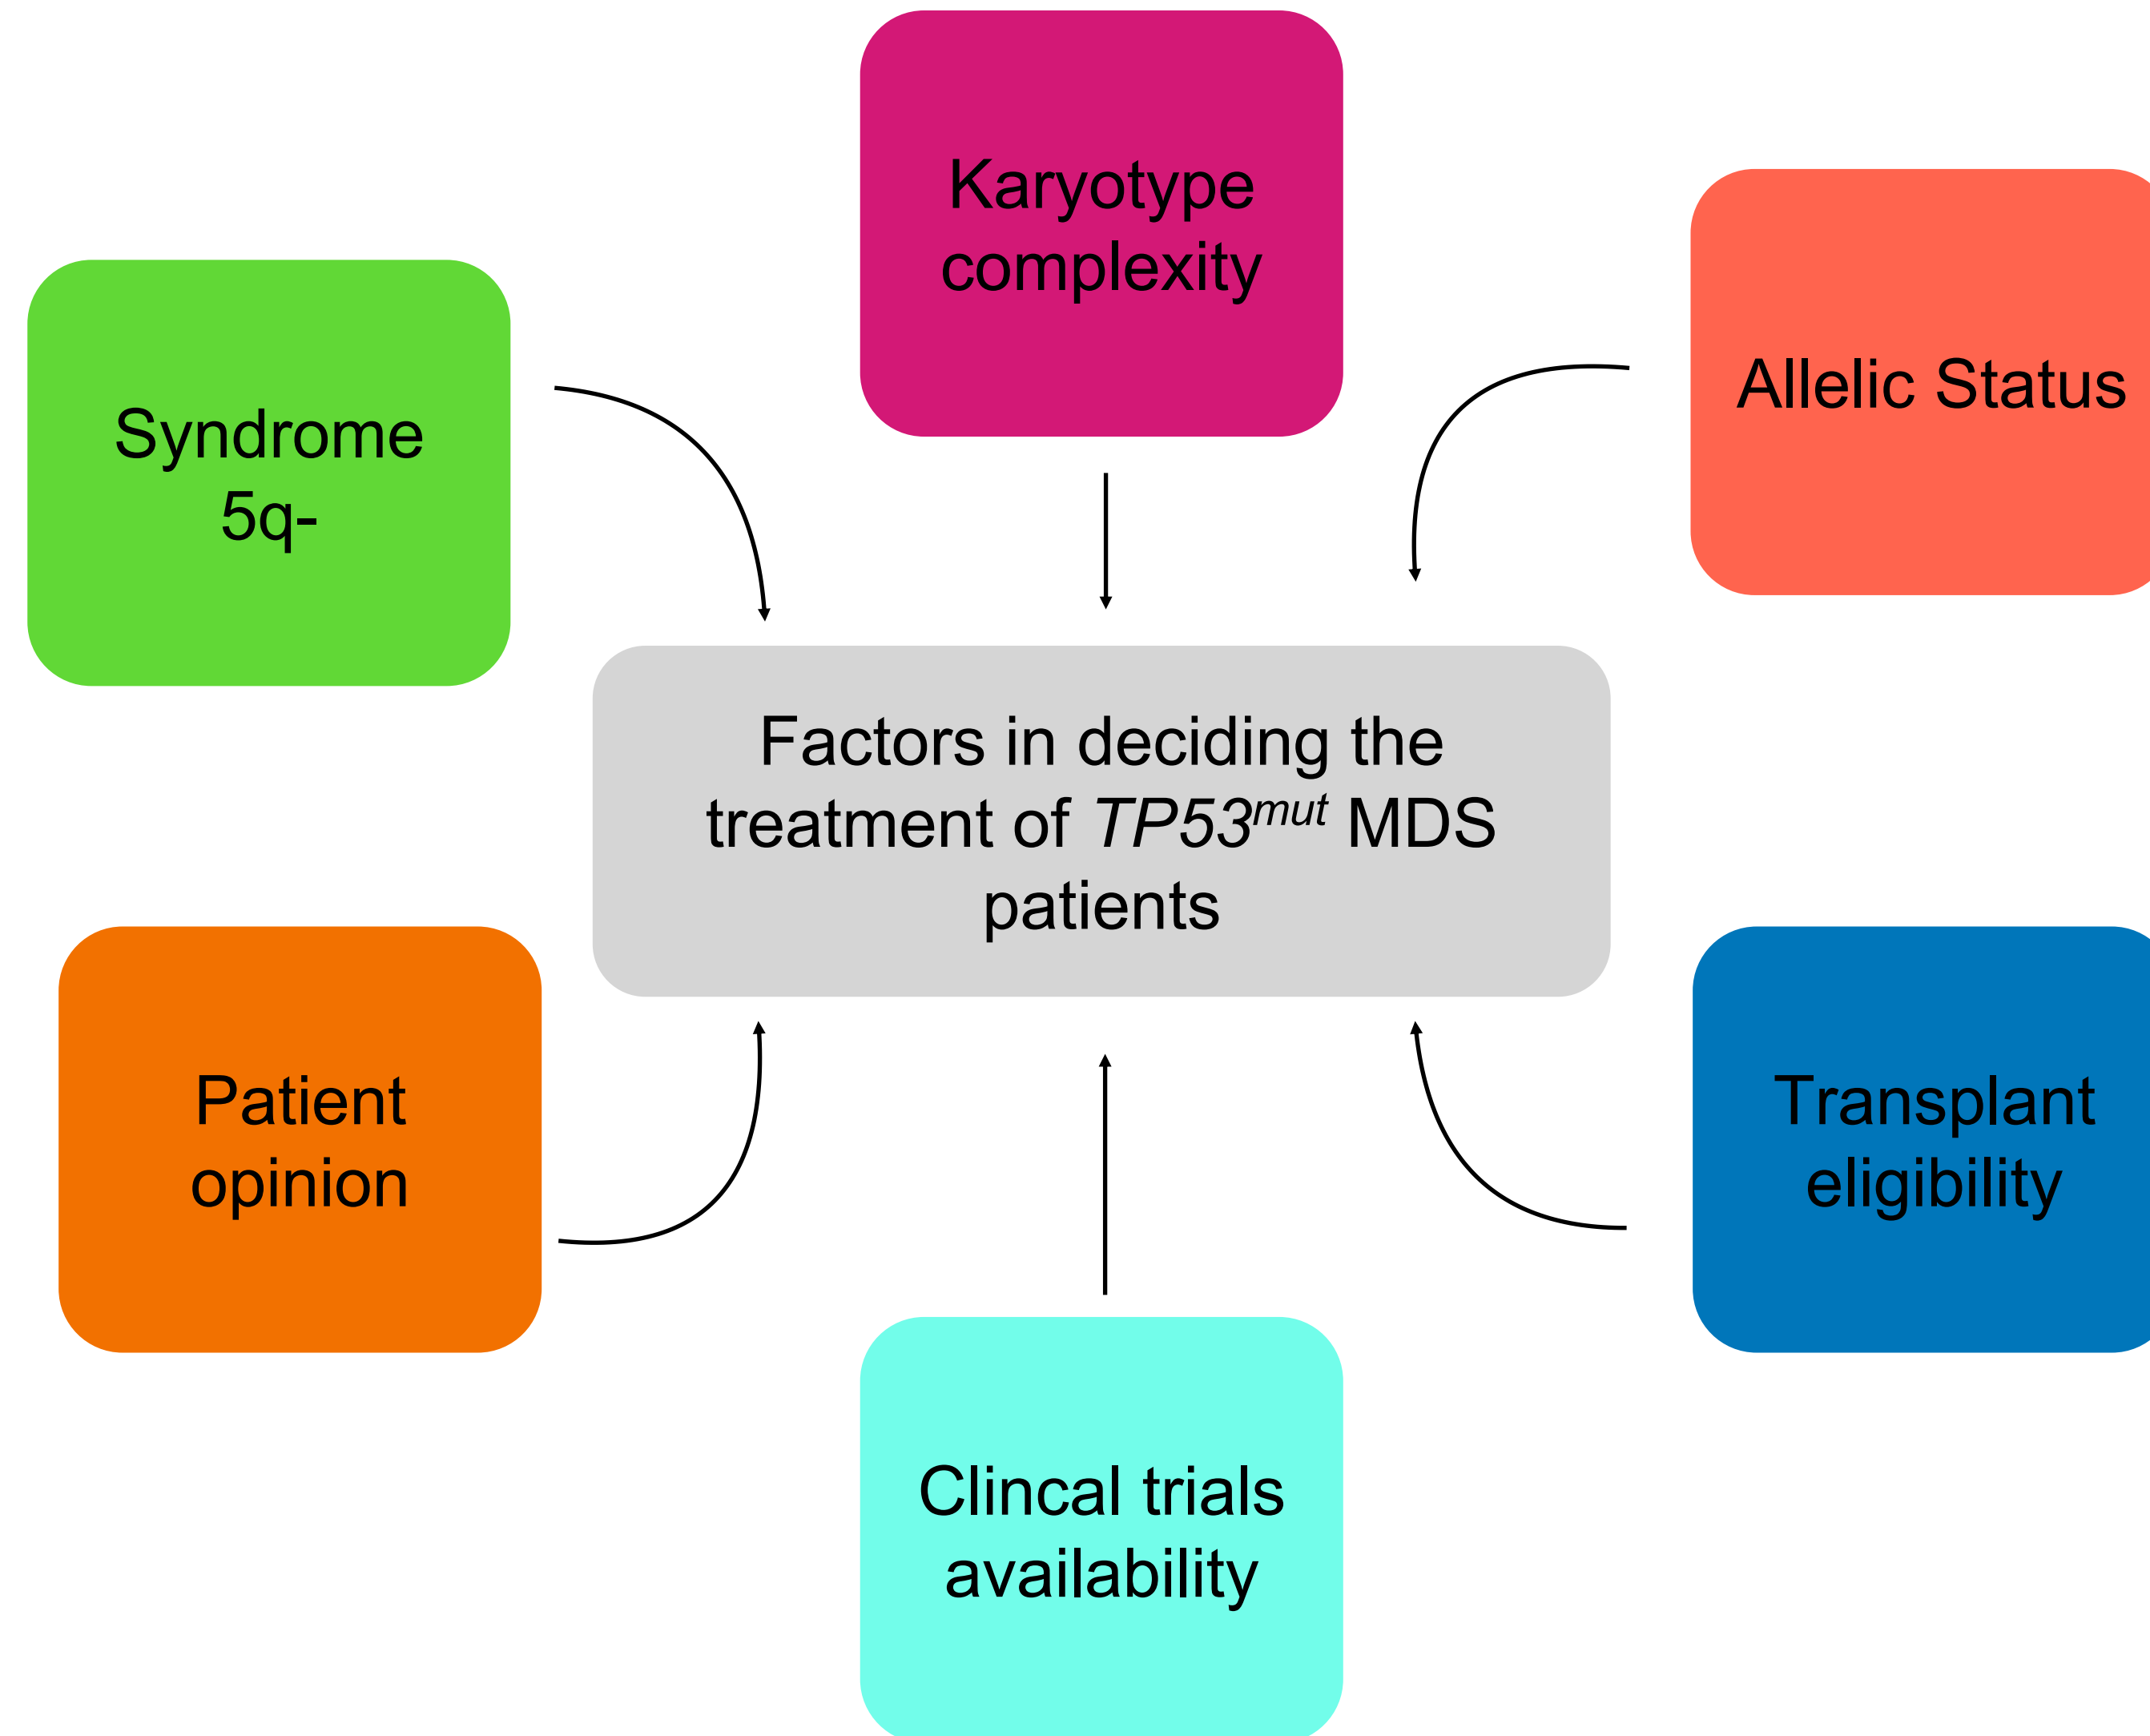 Karyotype
complexity
Allelic Status
Syndrome
5q-
Factors in deciding the
treatment of TP53mut MDS
patients
Patient
opinion
Transplant
eligibility
Clincal trials
availability